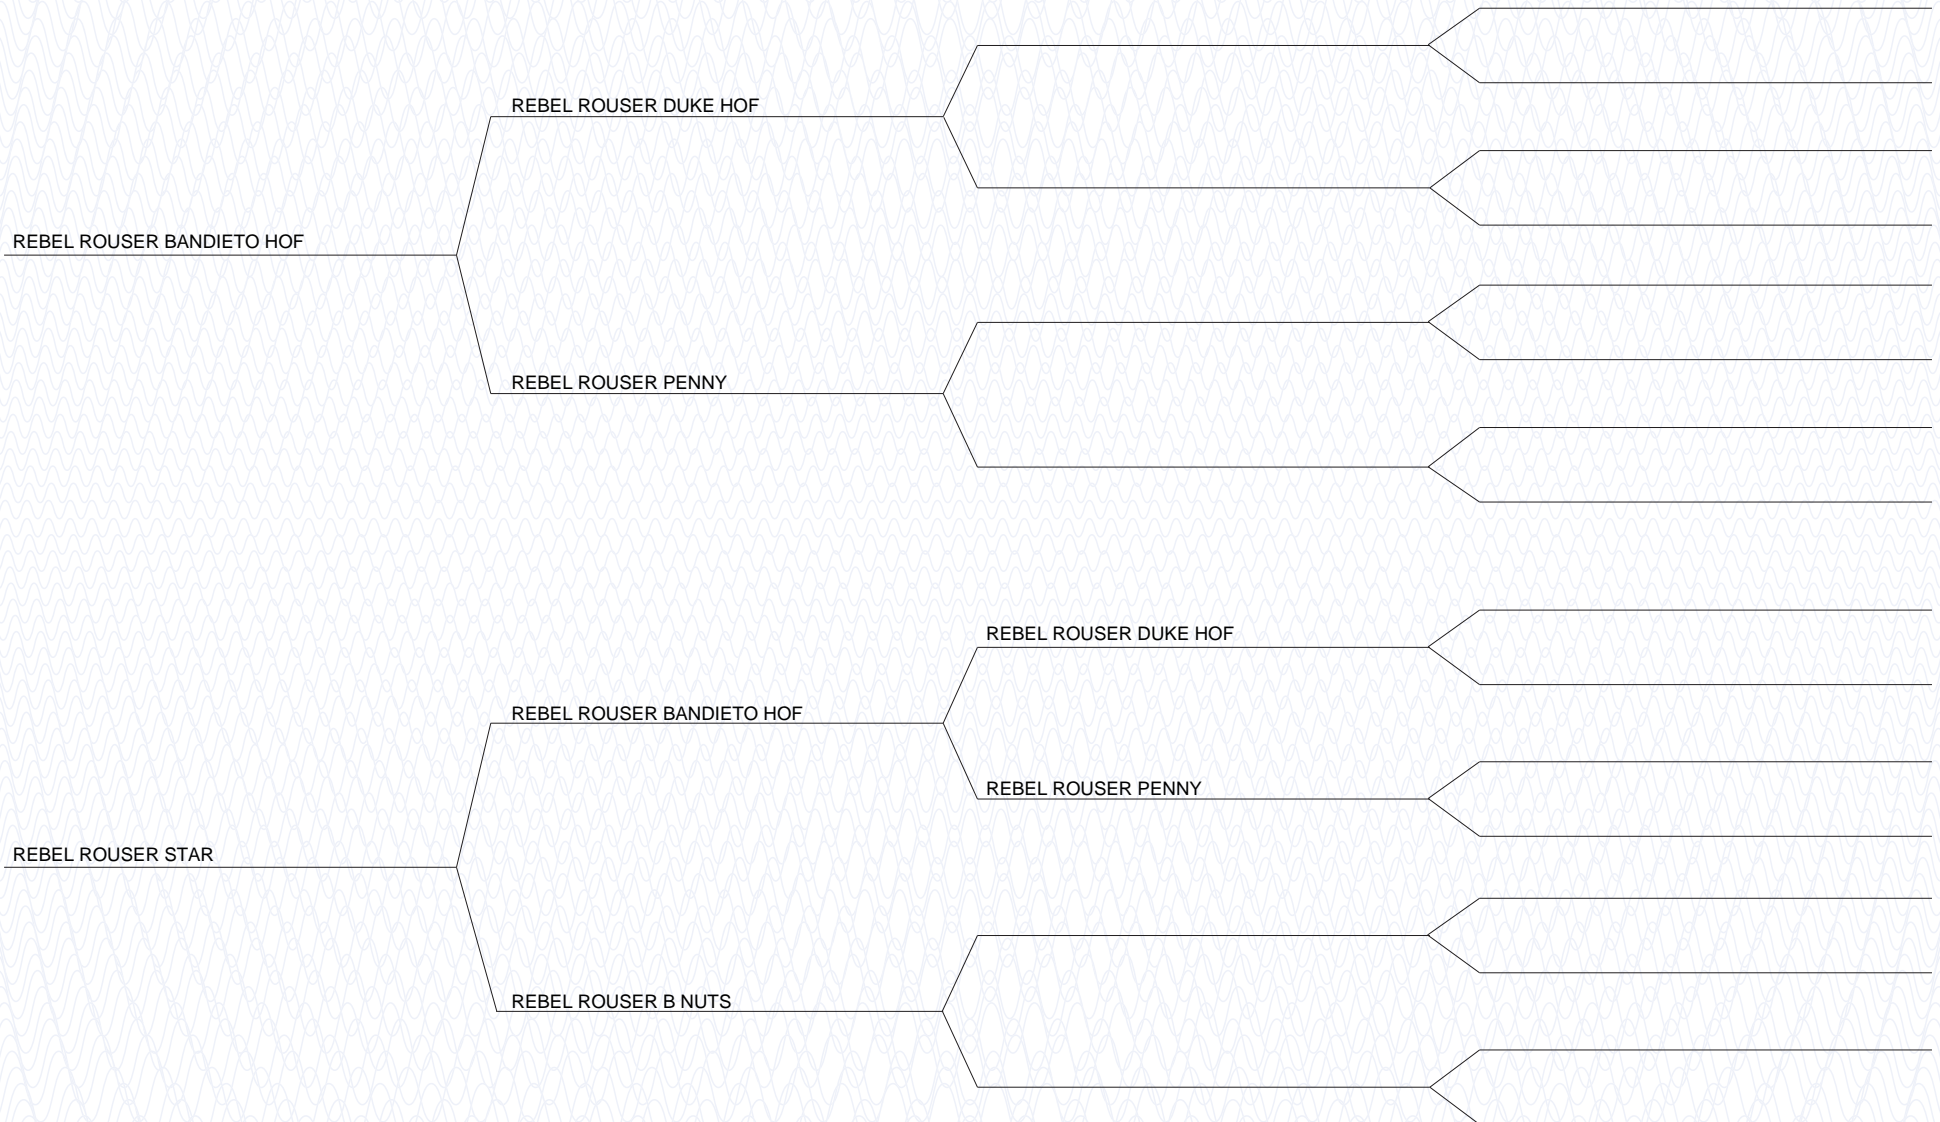 REBEL ROUSER DUKE HOF
REBEL ROUSER BANDIETO HOF
REBEL ROUSER PENNY
REBEL ROUSER DUKE HOF
REBEL ROUSER BANDIETO HOF
REBEL ROUSER PENNY
REBEL ROUSER STAR
REBEL ROUSER B NUTS